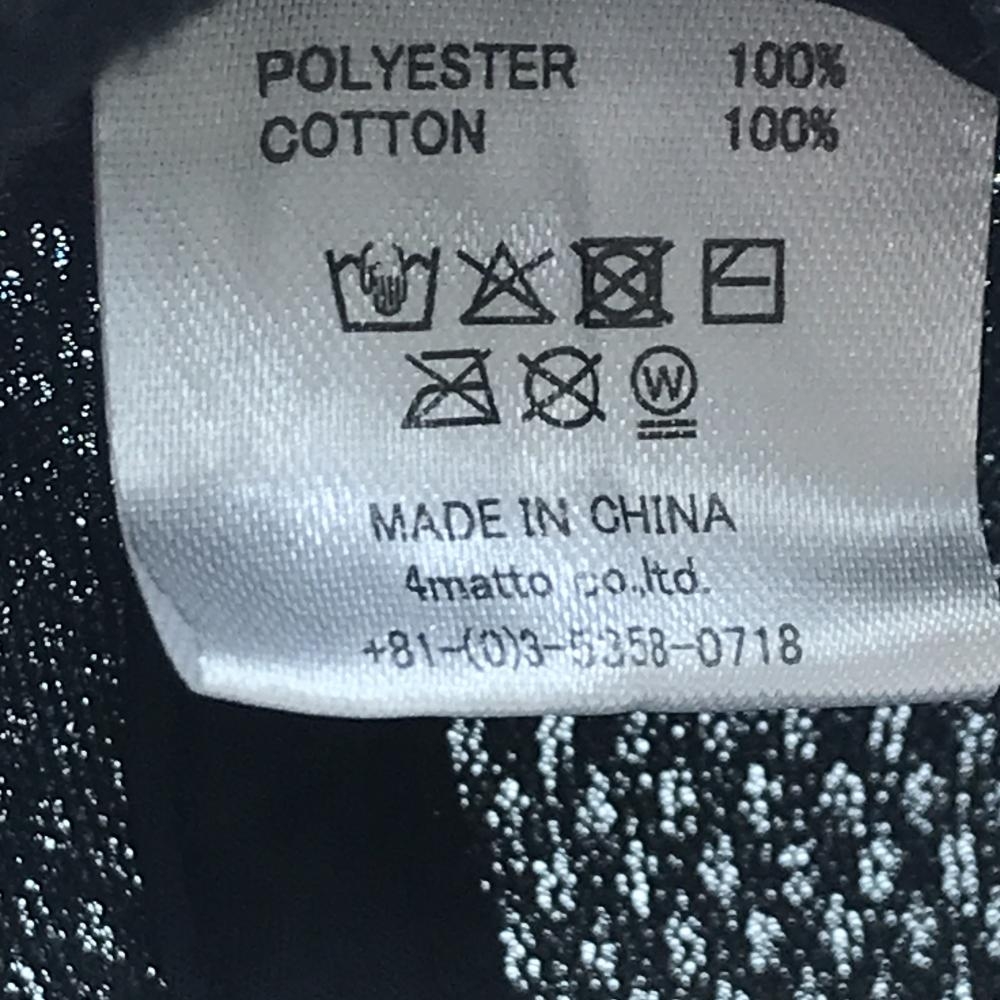 POLYESTER 100%
COTTON 100%
W
MADE IN CHINA
4matto co.,ltd.
+81-(0)3-5358-0718